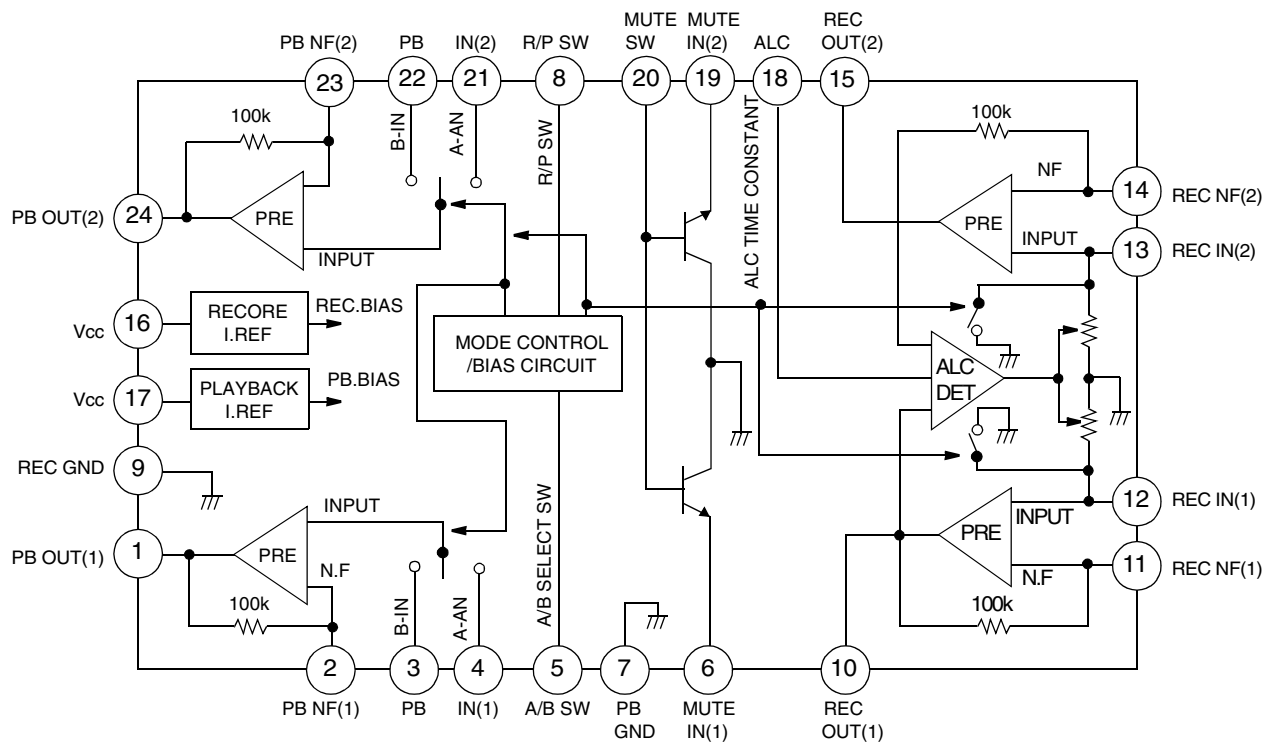 PB NF(2)
PB
IN(2)
R/P SW
MUTE
SW
MUTE
IN(2)
ALC
REC
OUT(2)
23
22
21
8
20
19
18
15
100k
B-IN
A-AN
R/P SW
ALC TIME CONSTANT
100k
NF
14
REC NF(2)
PB OUT(2)
24
PRE
INPUT
PRE
INPUT
13
REC IN(2)
Vcc
16
RECORE
I.REF
REC.BIAS
MODE CONTROL
/BIAS CIRCUIT
ALC
DET
Vcc
17
PLAYBACK
I.REF
PB.BIAS
REC GND
9
INPUT
A/B SELECT SW
12
REC IN(1)
PB OUT(1)
1
PRE
N.F
PRE
INPUT
N.F
11
REC NF(1)
100k
B-IN
A-AN
100k
2
3
4
5
7
6
10
PB NF(1)
PB
IN(1)
A/B SW
PB
GND
MUTE
IN(1)
REC
OUT(1)